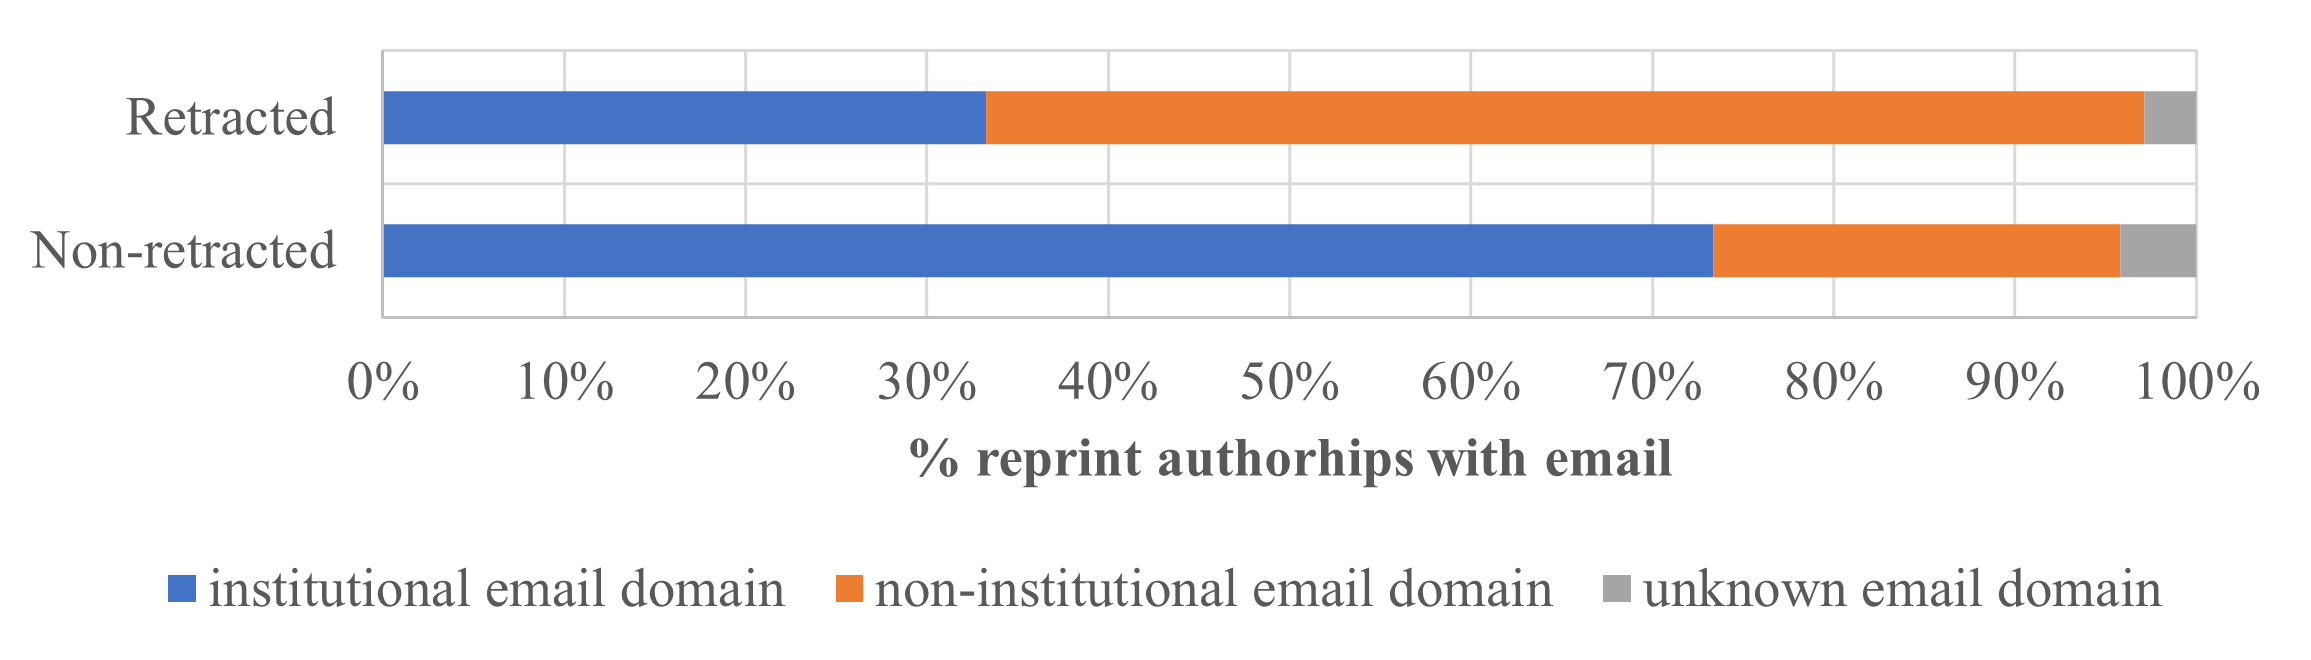 Retracted
Non-retracted
0% 10% 20% 30% 40% 50% 60% 70% 80% 90% 100%
% reprint authorhips with email
institutional email domain non-institutional email domain unknown email domain